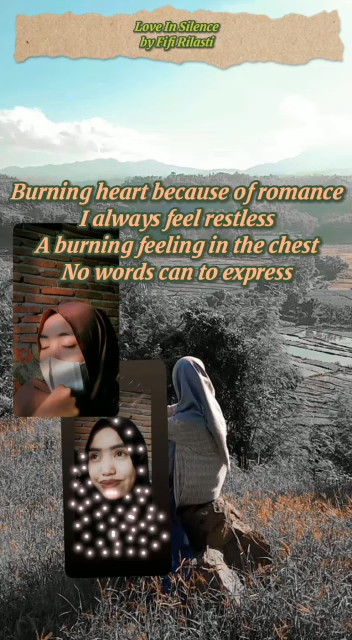 Love In Silence
by Fifi Rilasti
Burning heart because of romance
I always feel restless
A burning feeling in the chest
No words can to express